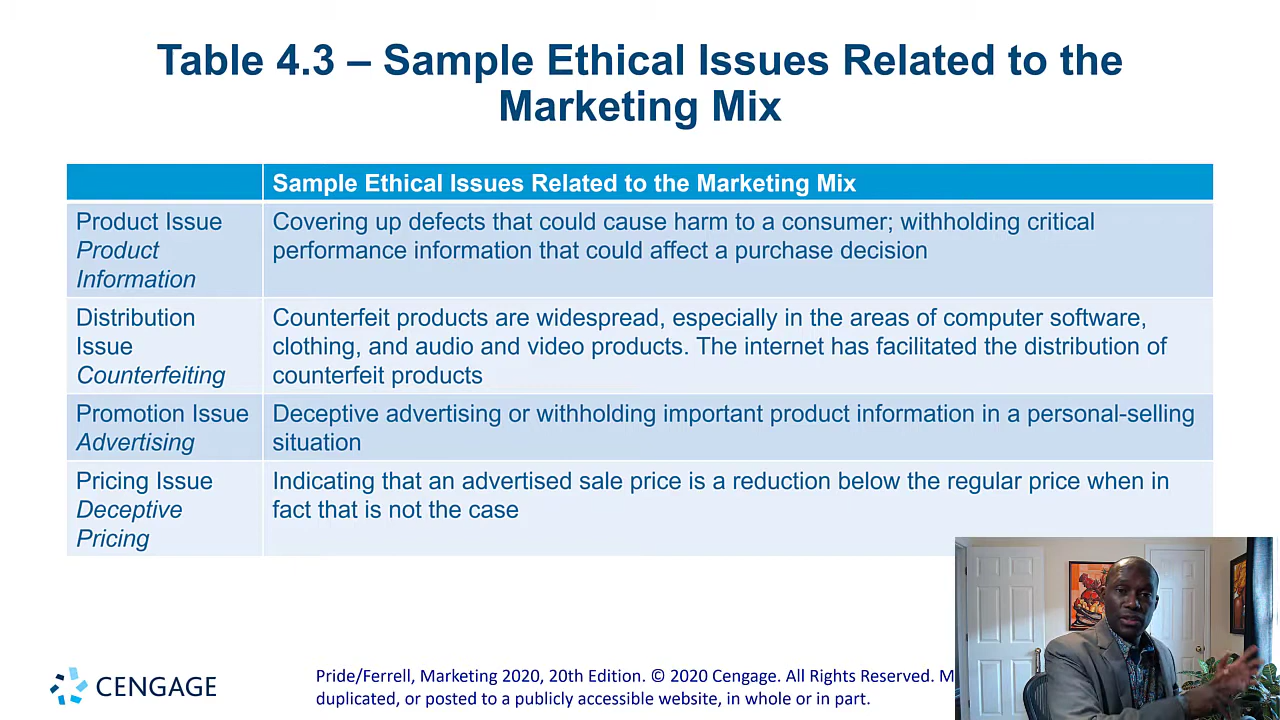 Table 4.3 – Sample Ethical Issues Related to the
Marketing Mix
Sample Ethical Issues Related to the Marketing Mix
Product Issue
Product
Information
Covering up defects that could cause harm to a consumer; withholding critical
performance information that could affect a purchase decision
Distribution
Issue
Counterfeiting
Counterfeit products are widespread, especially in the areas of computer software,
clothing, and audio and video products. The internet has facilitated the distribution of
counterfeit products
Promotion Issue
Advertising
Deceptive advertising or withholding important product information in a personal-selling
situation
Pricing Issue
Deceptive
Pricing
Indicating that an advertised sale price is a reduction below the regular price when in
fact that is not the case
CENGAGE
Pride/Ferrell, Marketing 2020, 20th Edition. © 2020 Cengage. All Rights Reserved.
duplicated, or posted to a publicly accessible website, in whole or in part.